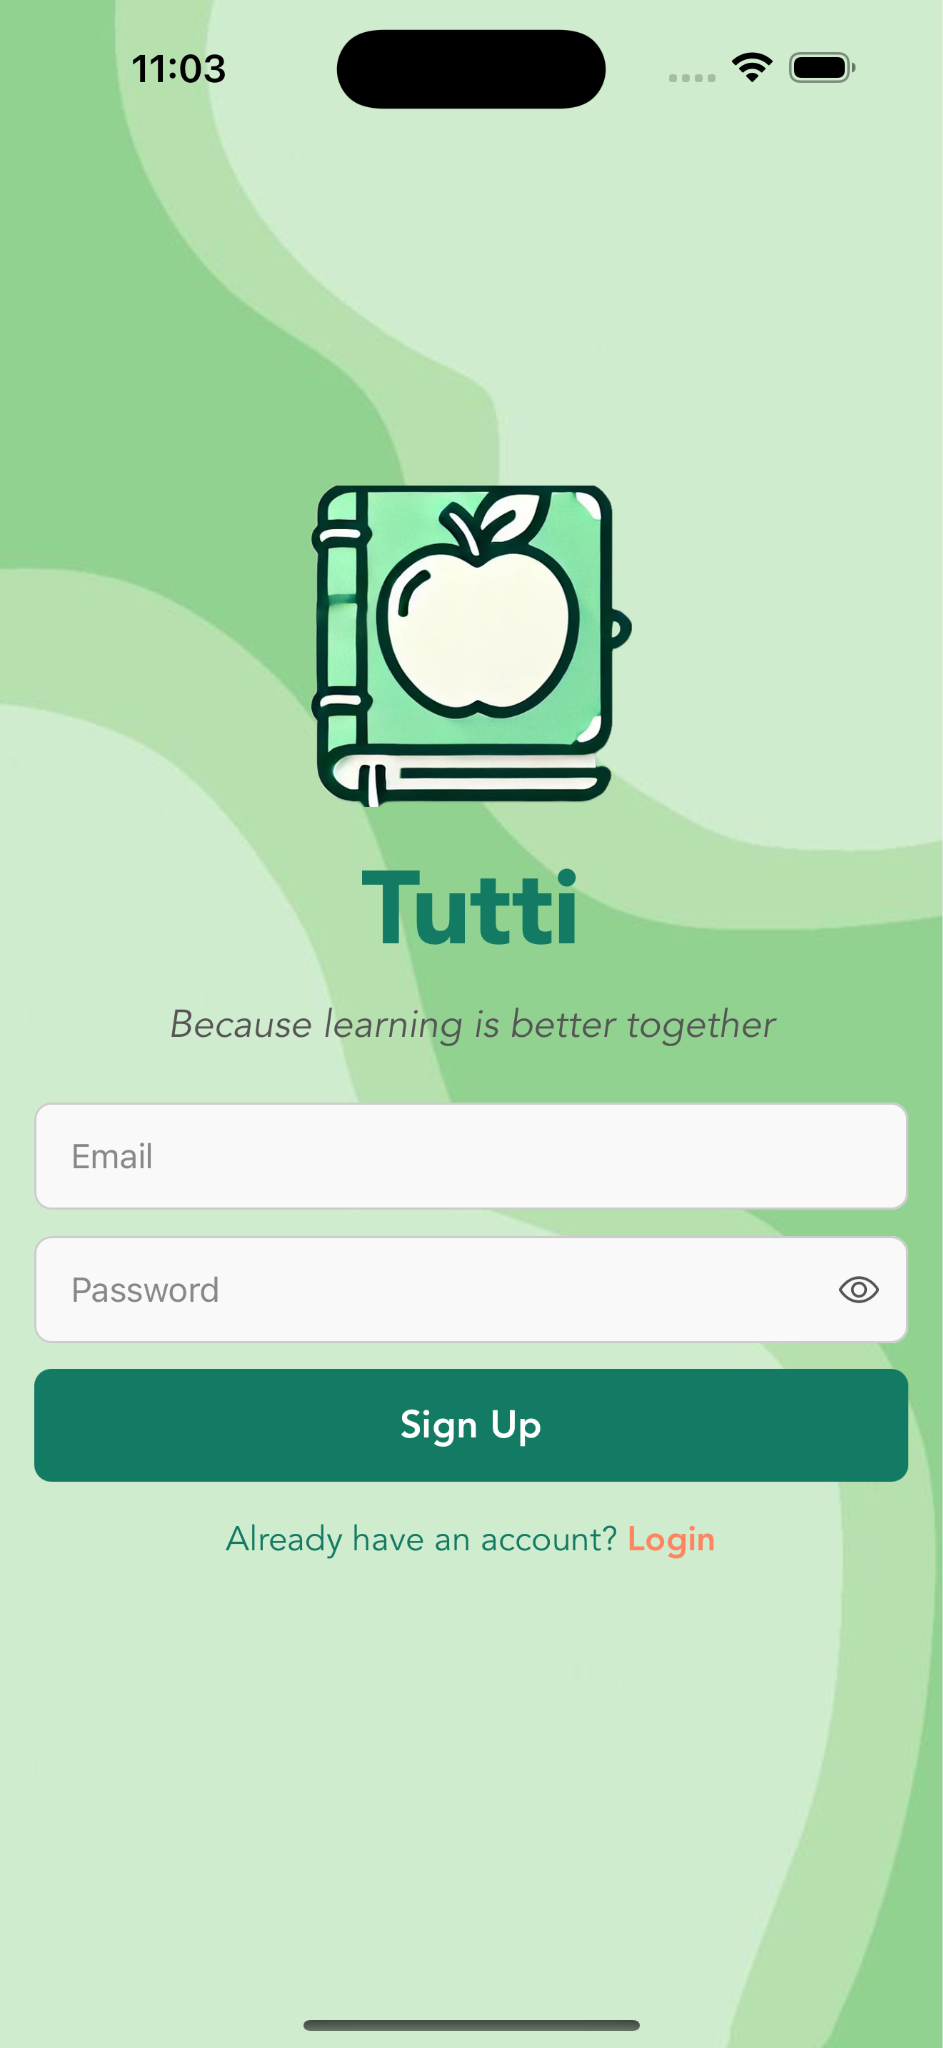 11:03
Tutti
Because learning is better together
Email
Password
Sign Up
Already have an account? Login